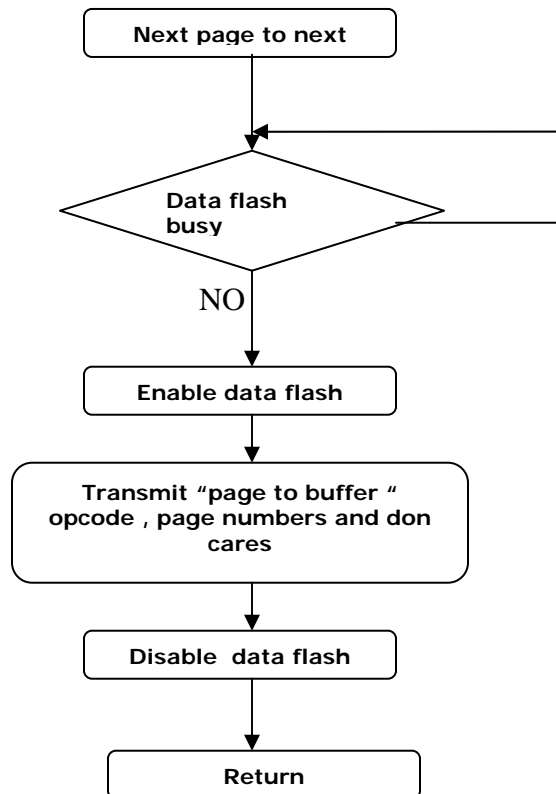 Next page to next
Data flash
busy
NO
Enable data flash
Transmit “page to buffer “
opcode , page numbers and don
cares
Disable  data flash
Return